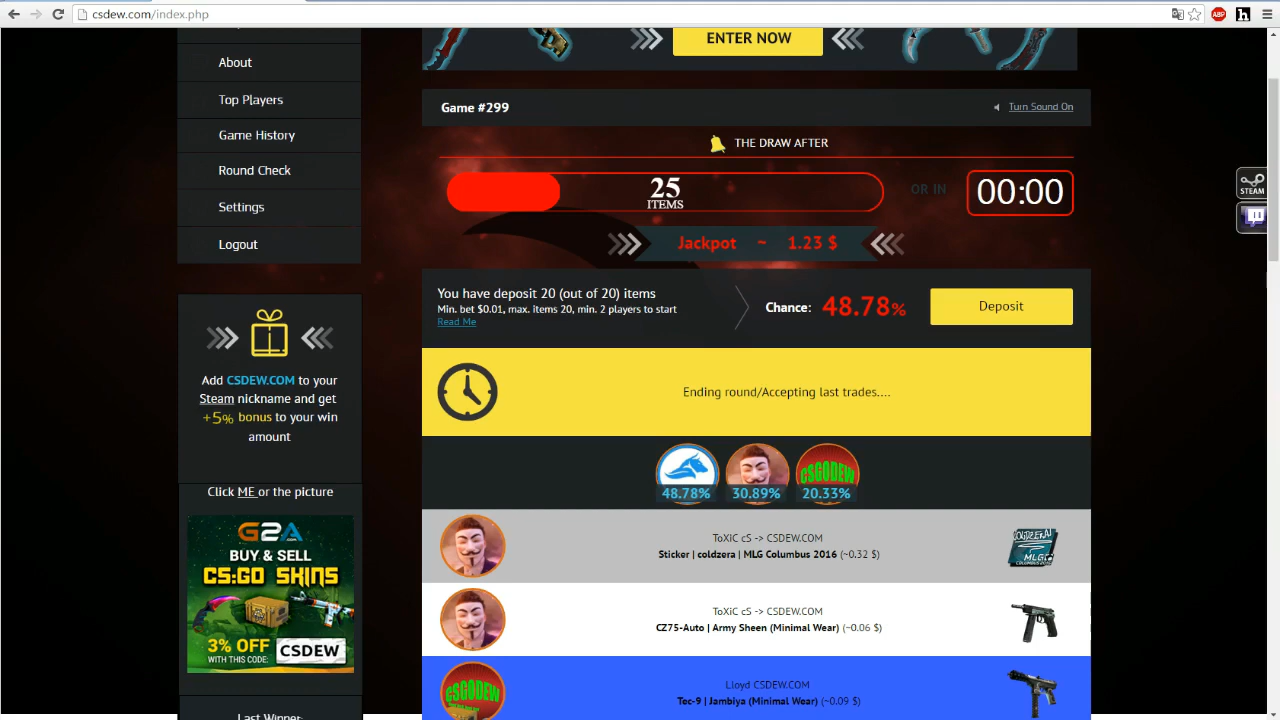 csdew.com/index.php
ABP
h
ENTER NOW
About
Top Players
Game History
Round Check
Settings
Logout
Game #299
Turn Sound On
THE DRAW AFTER
25
ITEMS
OR IN
00:00
STEAM
Jackpot ~ 1.23 $
You have deposit 20 (out of 20) items
Min. bet $0.01, max. items 20, min. 2 players to start
Read Me
Chance: 48.78%
Deposit
Add CSDEW.COM to your
Steam nickname and get
+5% bonus to your win
amount
Ending round/Accepting last trades....
CSGODEW
48.78%
30.89%
20.33%
Click ME or the picture
G2A.COM
BUY & SELL
CS:GO SKINS
3% OFF
WITH THIS CODE:
CSDEW
Last Winner:
ToXiC cS -> CSDEW.COM
Sticker | coldzera | MLG Columbus 2016 (~0.32 $)
ToXiC cS -> CSDEW.COM
CZ75-Auto | Army Sheen (Minimal Wear) (~0.06 $)
CSGODEW
Lloyd CSDEW.COM
Tec-9 | Jambiya (Minimal Wear) (~0.09 $)